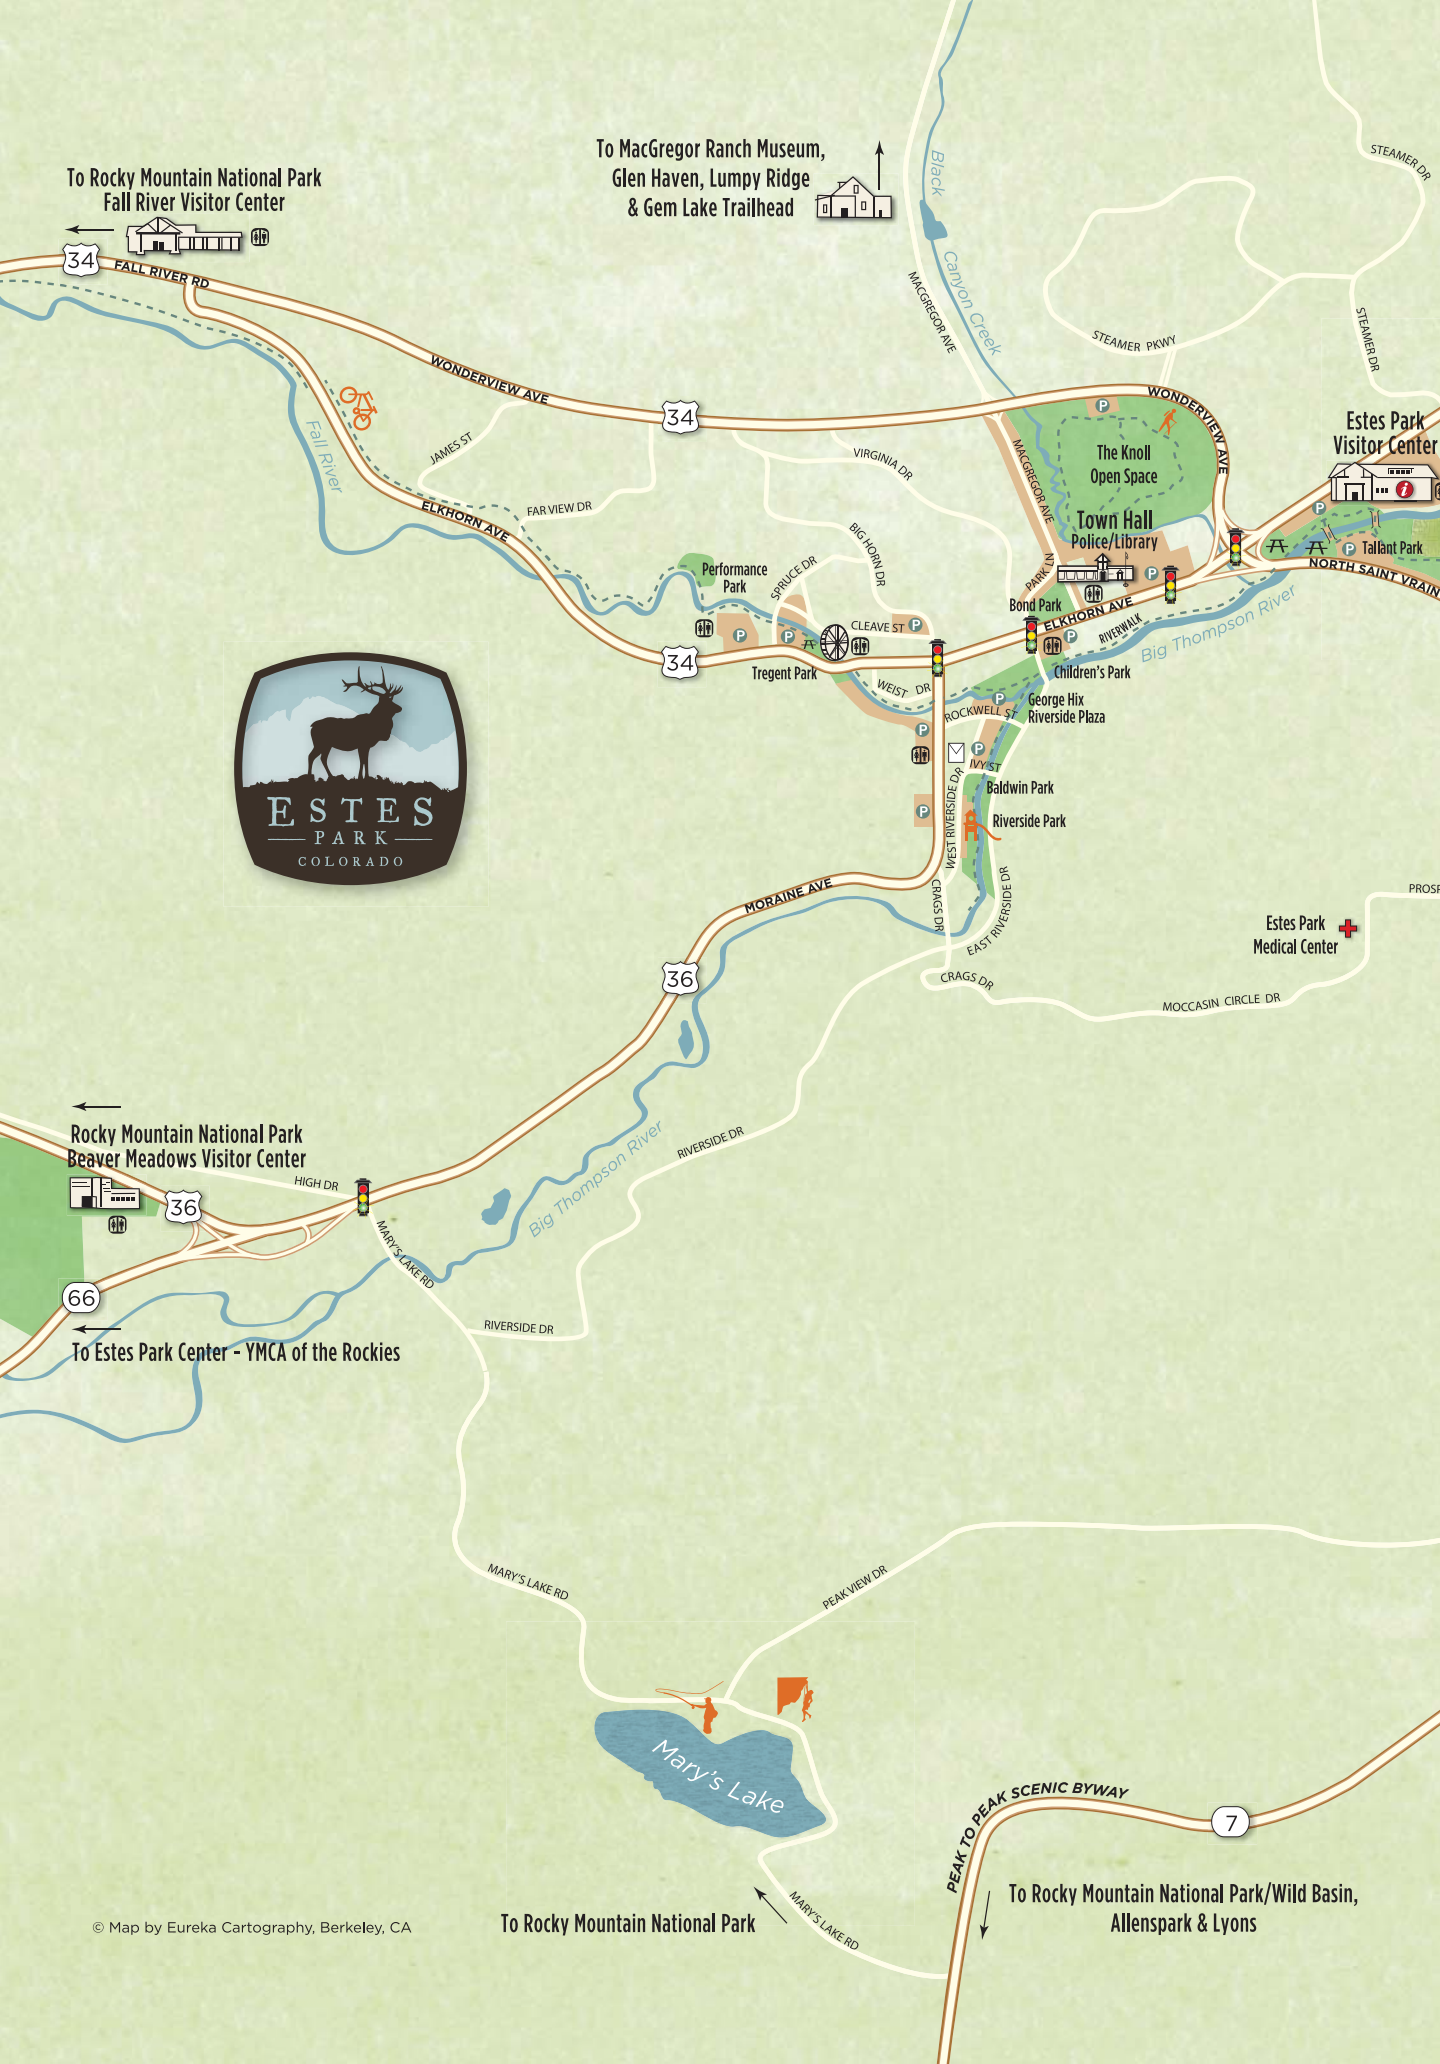 To MacGregor Ranch Museum,
Glen Haven, Lumpy Ridge
& Gem Lake Trailhead
To Rocky Mountain National Park
Fall River Visitor Center
34
FALL RIVER RD
Black
Canyon Creek
MACGREGOR AVE
STEAMER DR
STEAMER PKWY
STEAMER DR
WONDERVIEW AVE
34
WONDERVIEW AVE
Fall River
JAMES ST
VIRGINIA DR
MACGREGOR AVE
P
The Knoll
Open Space
Estes Park
Visitor Center
i
P
FAR VIEW DR
ELKHORN AVE
BIG HORN DR
Town Hall
Police/Library
P
P
Tallant Park
NORTH SAINT VRAIN
Performance
Park
SPRUCE DR
PARK LN
Bond Park
ELKHORN AVE
RIVERWALK
Big Thompson River
P
P
CLEAVE ST
P
P
34
Tregent Park
WEIST DR
Children's Park
P
George Hix
Riverside Plaza
ROCKWELL ST
P
P
IVY ST
Baldwin Park
P
WEST RIVERSIDE DR
Riverside Park
ESTES
PARK
COLORADO
MORAINE AVE
CRAGS DR
EAST RIVERSIDE DR
PROSP
Estes Park
Medical Center
36
CRAGS DR
MOCCASIN CIRCLE DR
Rocky Mountain National Park
Beaver Meadows Visitor Center
36
HIGH DR
MARY'S LAKE RD
Big Thompson River
RIVERSIDE DR
66
To Estes Park Center - YMCA of the Rockies
RIVERSIDE DR
MARY'S LAKE RD
PEAK VIEW DR
Mary's Lake
PEAK TO PEAK SCENIC BYWAY
7
To Rocky Mountain National Park/Wild Basin,
Allenspark & Lyons
MARY'S LAKE RD
To Rocky Mountain National Park
© Map by Eureka Cartography, Berkeley, CA